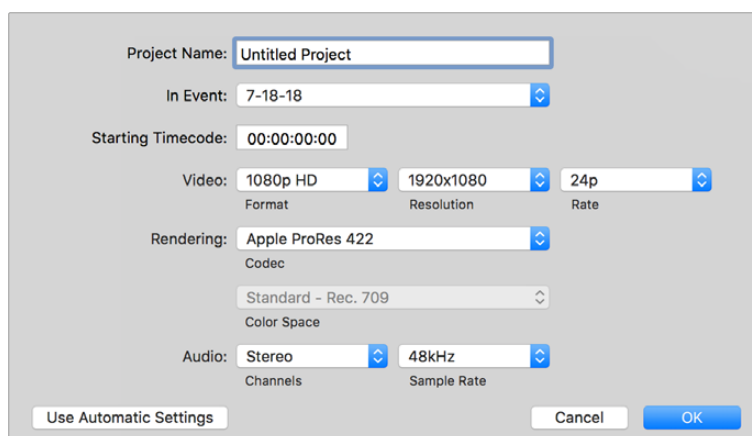 Project Name: Untitled Project
In Event: 7-18-18
Starting Timecode: 00:00:00:00
Video: 1080p HD 1920x1080 24p
Format Resolution Rate
Rendering: Apple ProRes 422
Codec
Standard - Rec. 709
Color Space
Audio: Stereo 48kHz
Channels Sample Rate
Use Automatic Settings Cancel OK